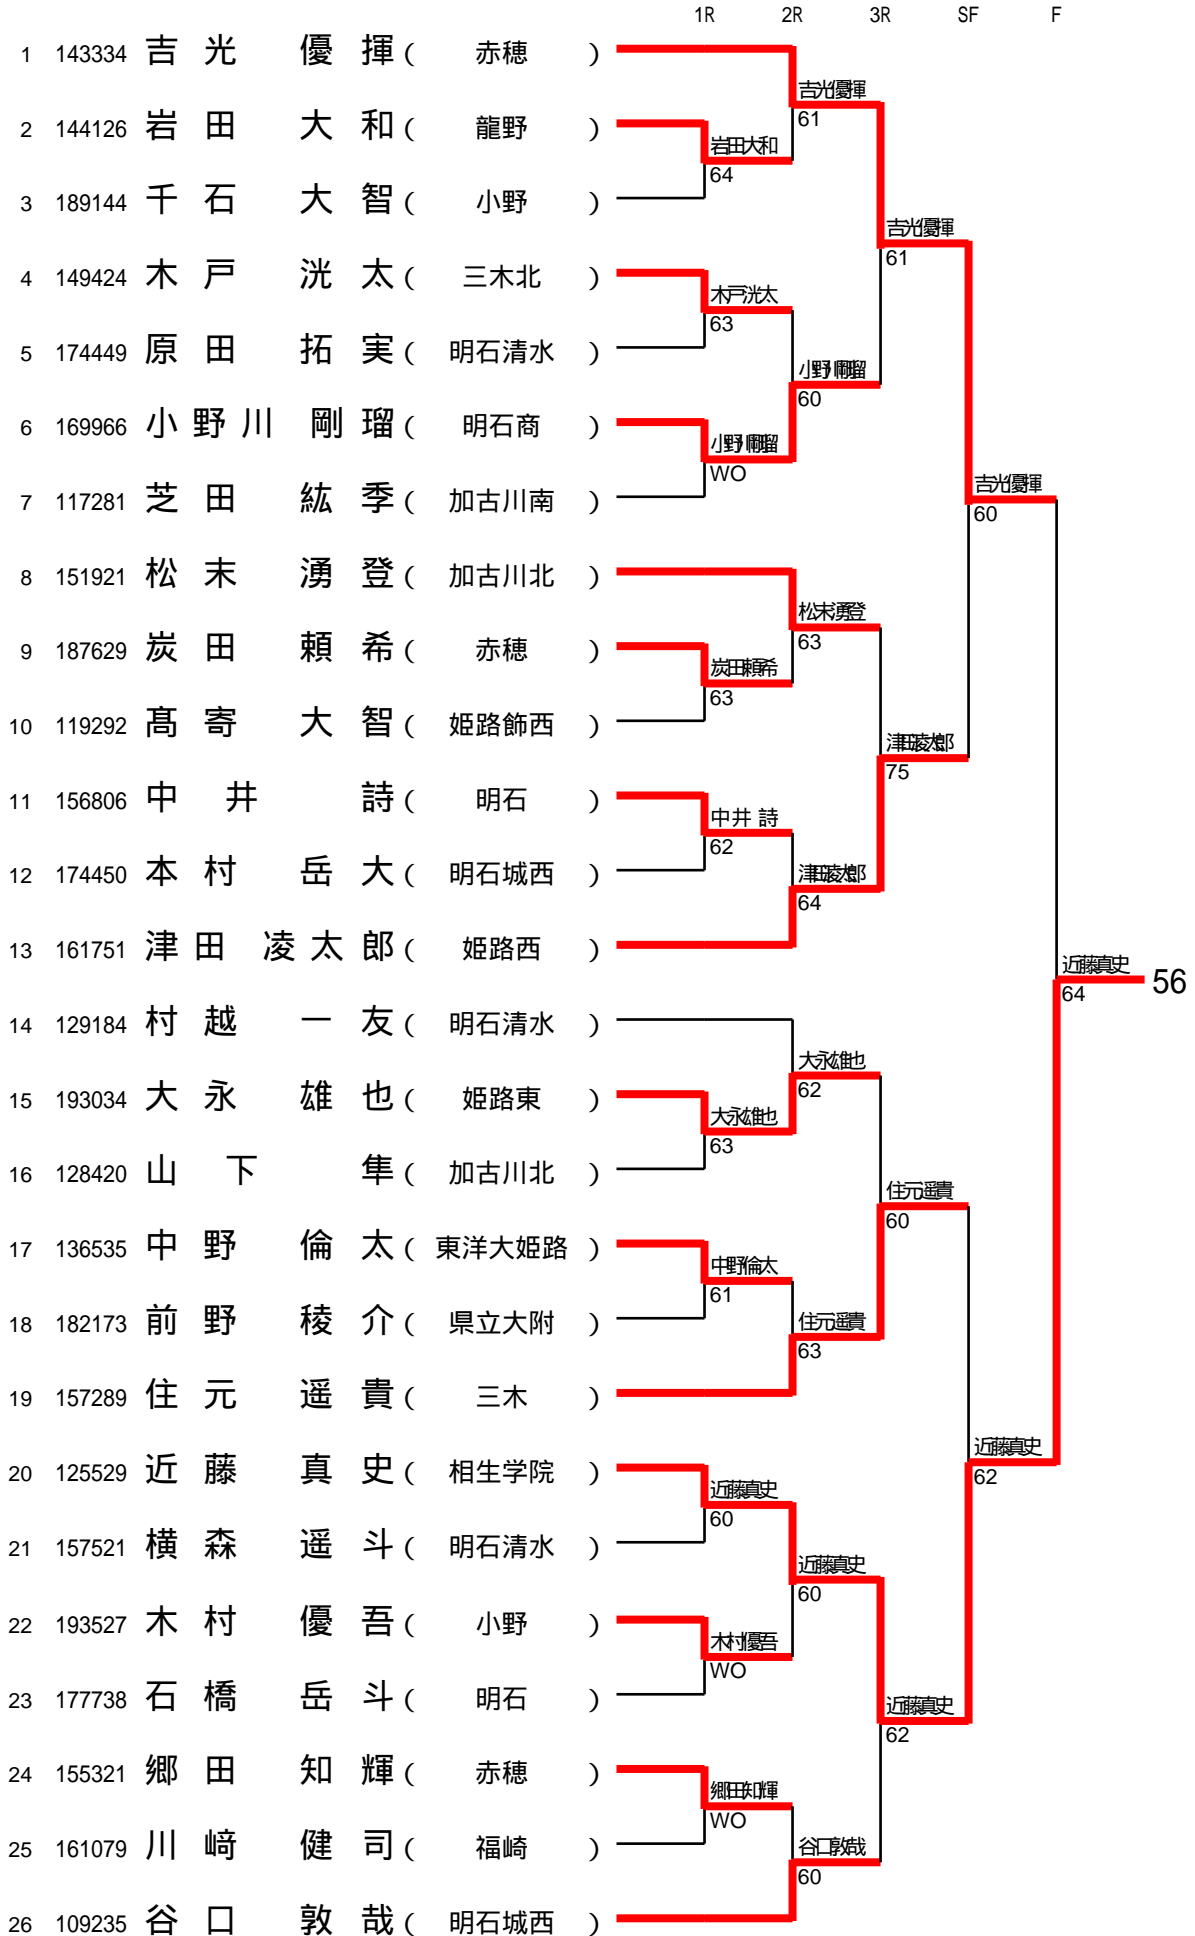 1R 2R 3R SF F
1 143334 吉光 優揮 ( 赤穂 )
吉光優揮
61
2 144126 岩田 大和 ( 龍野 )
岩田大和
64
3 189144 千石 大智 ( 小野 )
吉光優揮
61
4 149424 木戸 洸太 ( 三木北 )
木戸洸太
63
5 174449 原田 拓実 ( 明石清水 )
小野川剛瑠
60
6 169966 小野川 剛瑠 ( 明石商 )
小野川剛瑠
WO
7 117281 芝田 紘季 ( 加古川南 )
吉光優揮
60
8 151921 松末 湧登 ( 加古川北 )
松末湧登
63
9 187629 炭田 頼希 ( 赤穂 )
炭田頼希
63
10 119292 髙寄 大智 ( 姫路飾西 )
津田凌太郎
75
11 156806 中井 詩 ( 明石 )
中井 詩
62
12 174450 本村 岳大 ( 明石城西 )
津田凌太郎
64
13 161751 津田 凌太郎 ( 姫路西 )
近藤真史
64
56
14 129184 村越 一友 ( 明石清水 )
大永雄也
62
15 193034 大永 雄也 ( 姫路東 )
大永雄也
63
16 128420 山下 隼 ( 加古川北 )
住元遥貴
60
17 136535 中野 倫太 ( 東洋大姫路 )
中野倫太
61
18 182173 前野 稜介 ( 県立大附 )
住元遥貴
63
19 157289 住元 遥貴 ( 三木 )
近藤真史
62
20 125529 近藤 真史 ( 相生学院 )
近藤真史
60
21 157521 横森 遥斗 ( 明石清水 )
近藤真史
60
22 193527 木村 優吾 ( 小野 )
木村優吾
WO
23 177738 石橋 岳斗 ( 明石 )
近藤真史
62
24 155321 郷田 知輝 ( 赤穂 )
郷田知輝
WO
25 161079 川﨑 健司 ( 福崎 )
谷口敦哉
60
26 109235 谷口 敦哉 ( 明石城西 )